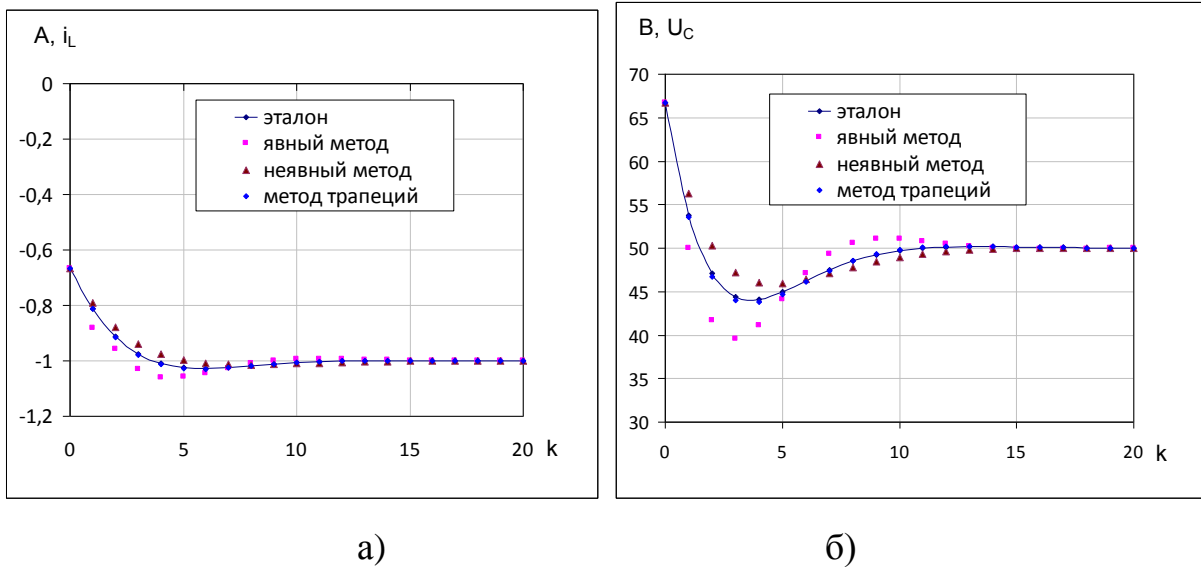 A, i_L
0
-0,2
-0,4
-0,6
-0,8
-1
-1,2
0
5
10
15
20
k
эталон
явный метод
неявный метод
метод трапеций
а)
В, U_C
70
65
60
55
50
45
40
35
30
0
5
10
15
20
k
эталон
явный метод
неявный метод
метод трапеций
б)